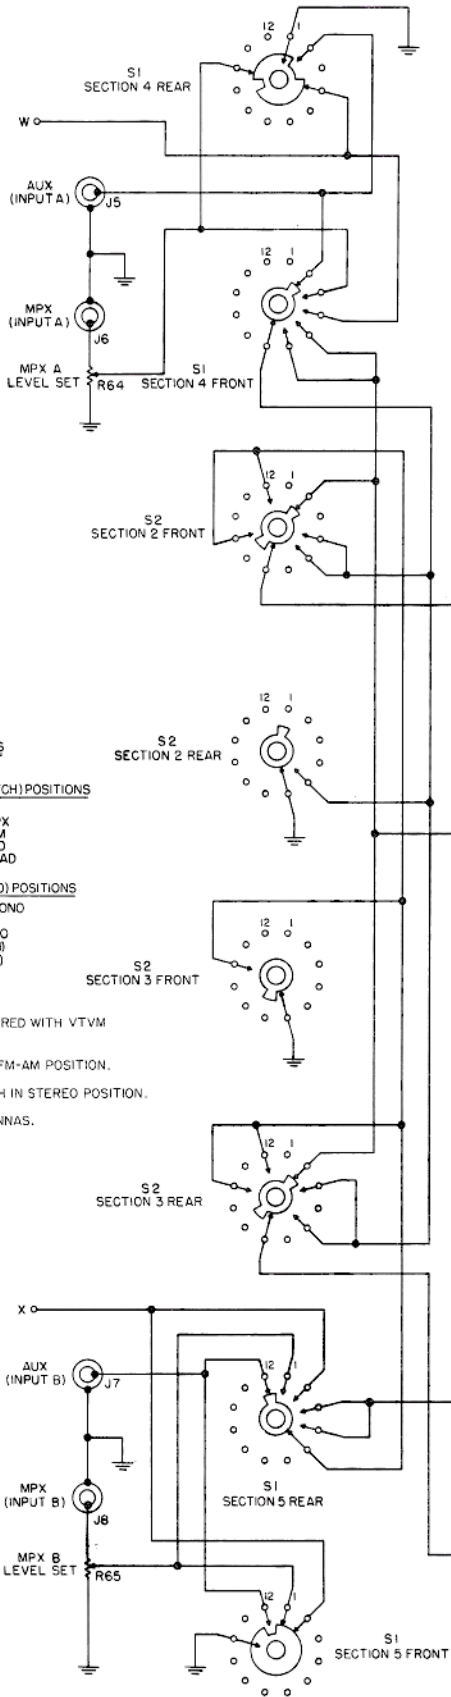 12 1
S1
SECTION 4 REAR
W
AUX
(INPUT A)
J5
12 1
MPX
(INPUT A)
J6
MPX A
LEVEL SET
R64
S1
SECTION 4 FRONT
12 1
S2
SECTION 2 FRONT
12 1
S2
SECTION 2 REAR
S
CH) POSITIONS
PX
M
D
AD
O) POSITIONS
ONO
O
)
)
12 1
S2
SECTION 3 FRONT
RED WITH VTVM
FM-AM POSITION.
H IN STEREO POSITION.
NNAS.
12 1
S2
SECTION 3 REAR
X
AUX
(INPUT B)
J7
12 1
MPX
(INPUT B)
J8
S1
SECTION 5 REAR
MPX B
LEVEL SET
R65
12 1
S1
SECTION 5 FRONT